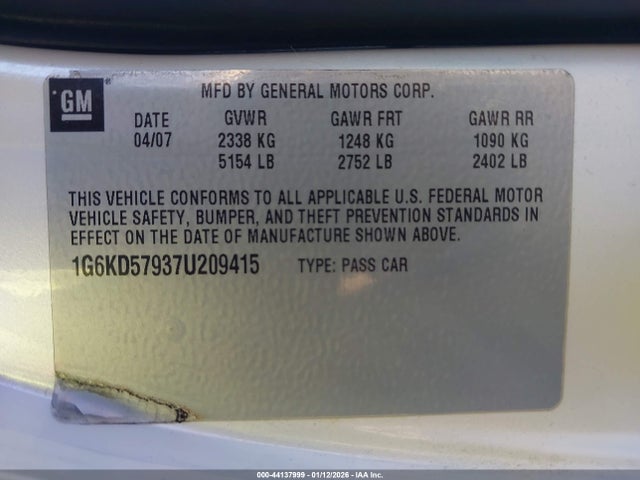 GM
MFD BY GENERAL MOTORS CORP.
DATE GVWR GAWR FRT GAWR RR
04/07 2338 KG 1248 KG 1090 KG
5154 LB 2752 LB 2402 LB
THIS VEHICLE CONFORMS TO ALL APPLICABLE U.S. FEDERAL MOTOR
VEHICLE SAFETY, BUMPER, AND THEFT PREVENTION STANDARDS IN
EFFECT ON THE DATE OF MANUFACTURE SHOWN ABOVE.
1G6KD57937U209415 TYPE: PASS CAR
000-44137999 - 01/12/2026 - IAA Inc.